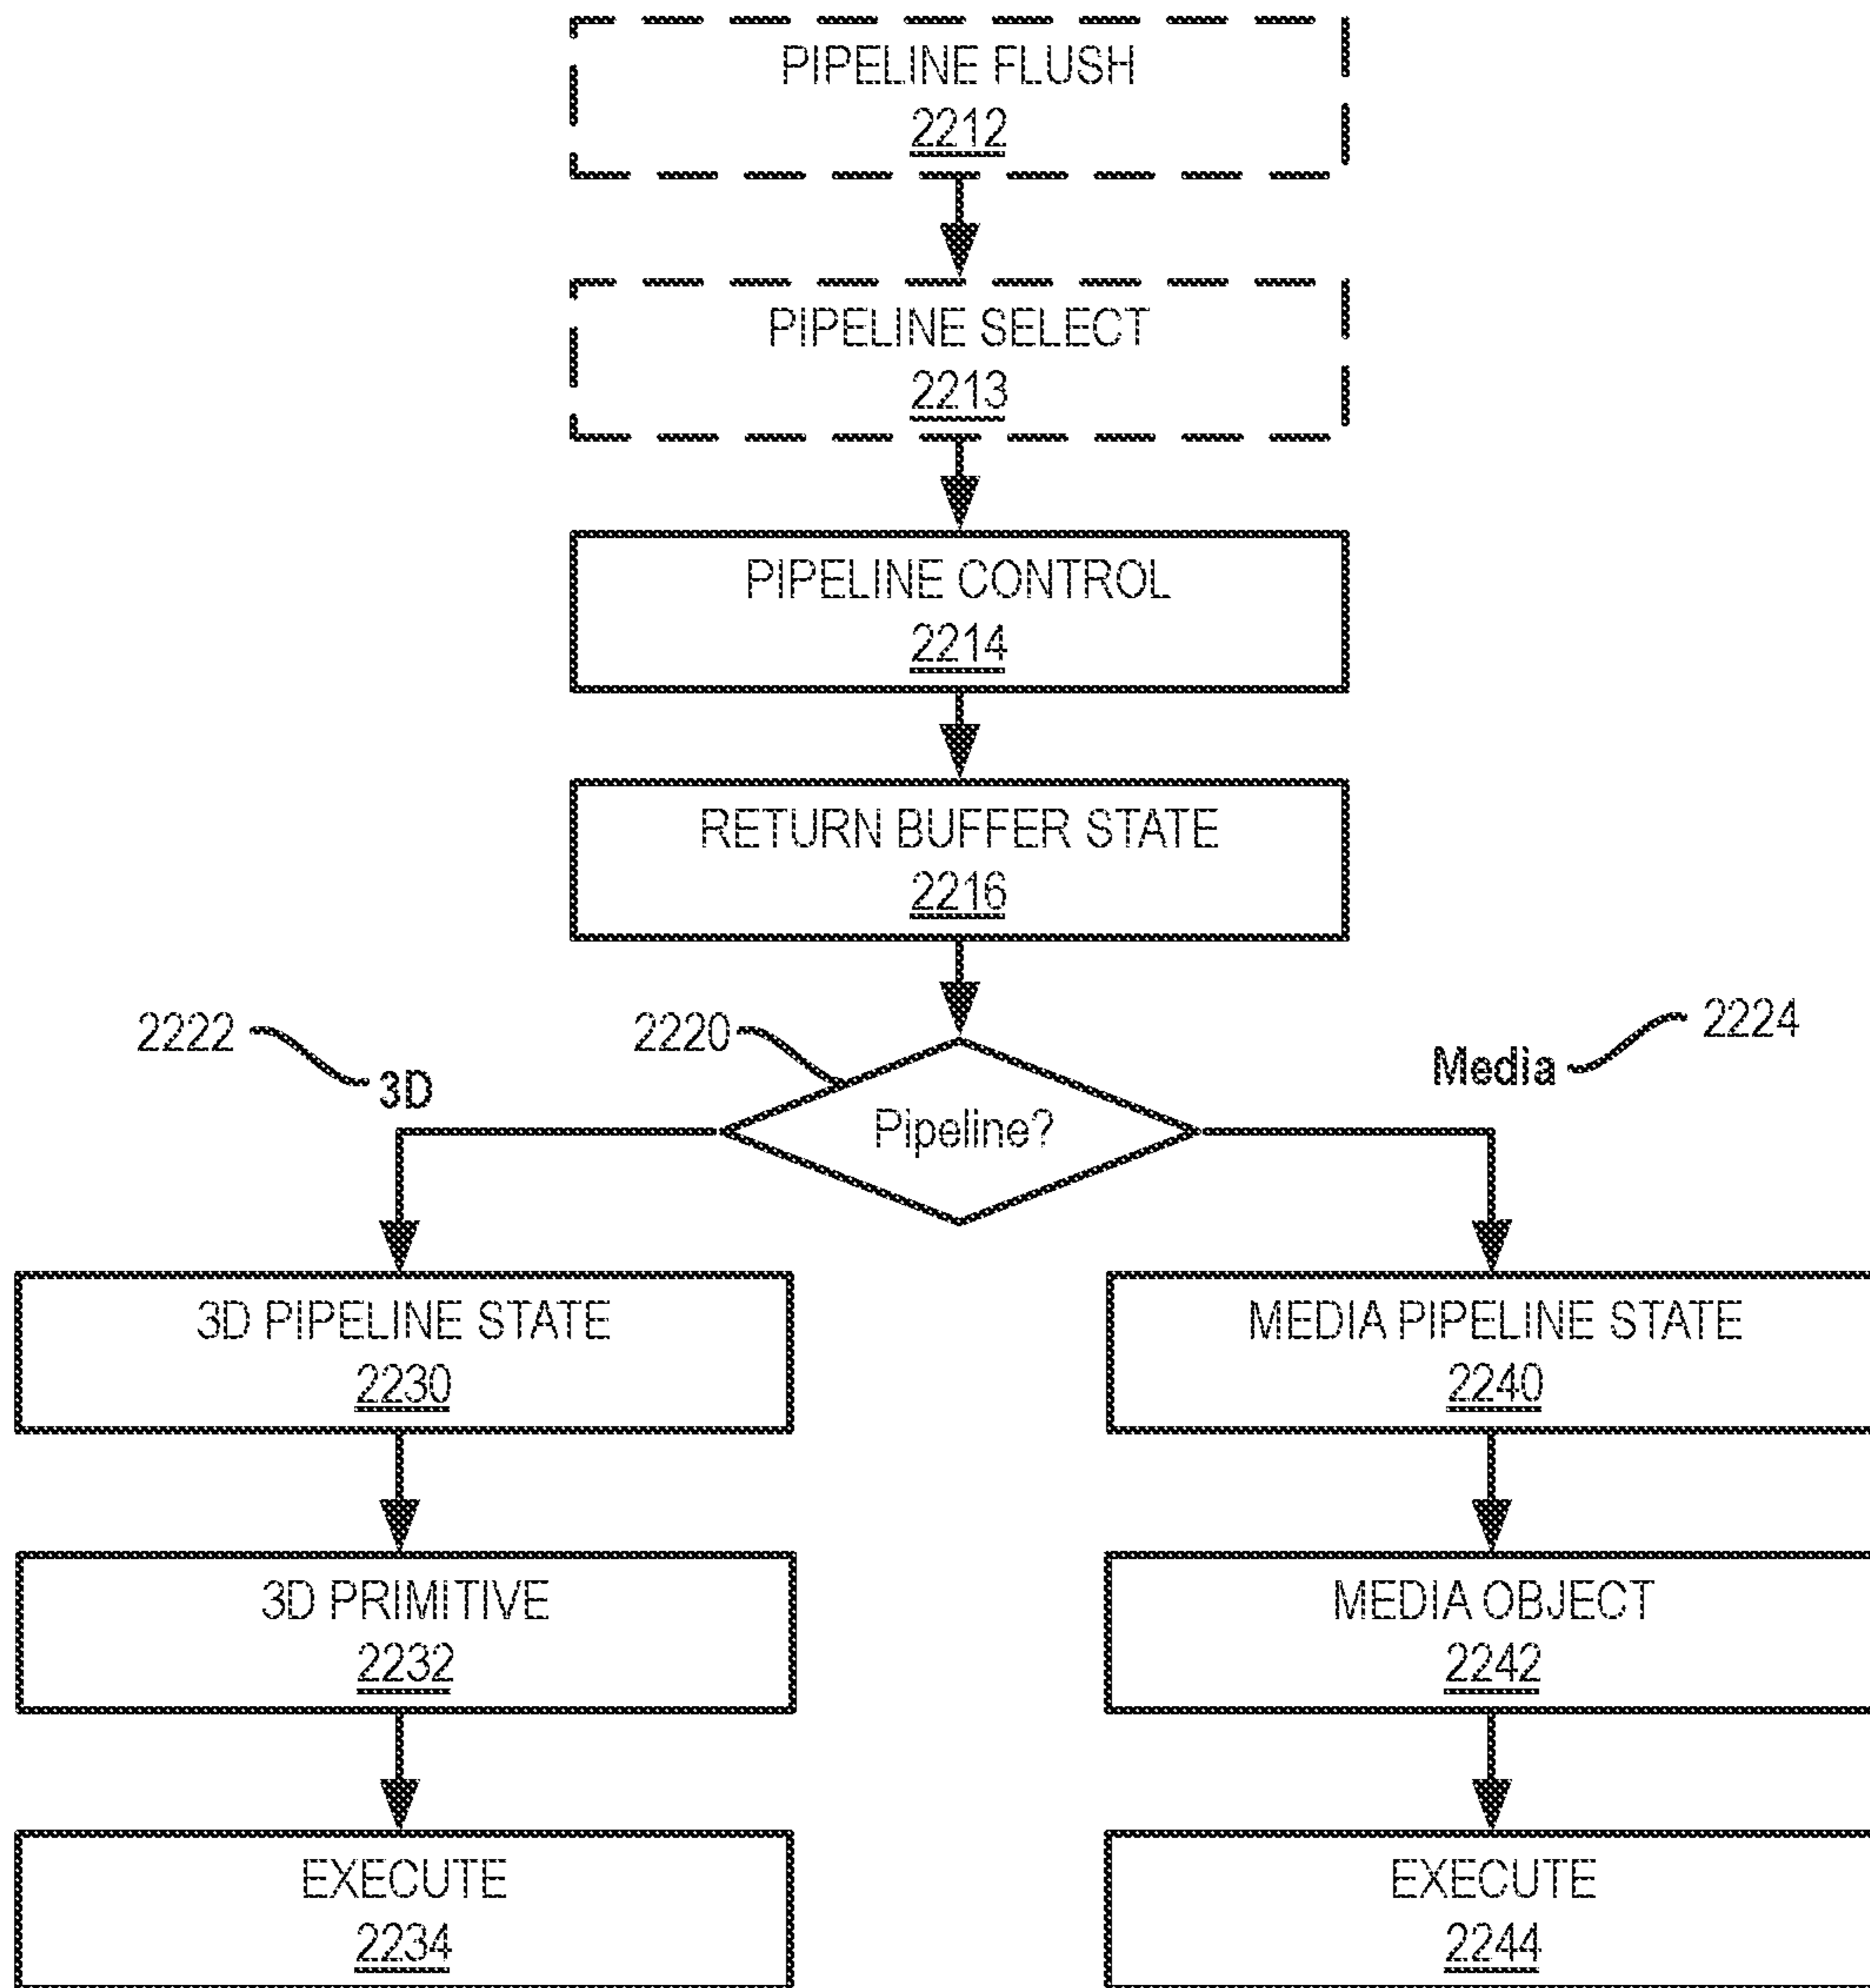 PIPELINE FLUSH
2212
PIPELINE SELECT
2213
PIPELINE CONTROL
2214
RETURN BUFFER STATE
2216
2222
2220
2224
3D
Media
Pipeline?
3D PIPELINE STATE
2230
MEDIA PIPELINE STATE
2240
3D PRIMITIVE
2232
MEDIA OBJECT
2242
EXECUTE
2234
EXECUTE
2244